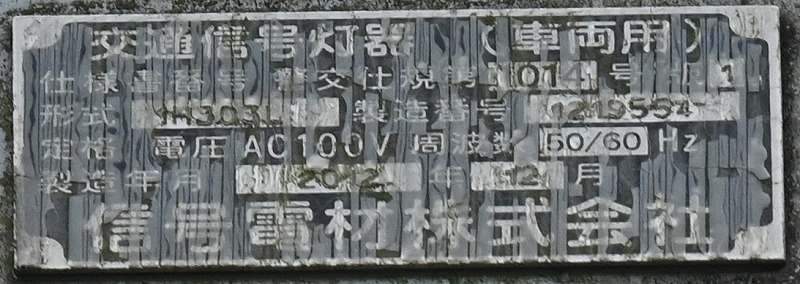 交通信号灯器 (車両用)
仕様書番号 警交仕規第1014号
形式 製造番号 1219554
定格 電圧 AC100V 周波数 50/60 Hz
製造年月 2012 年 12 月
信号電材株式会社